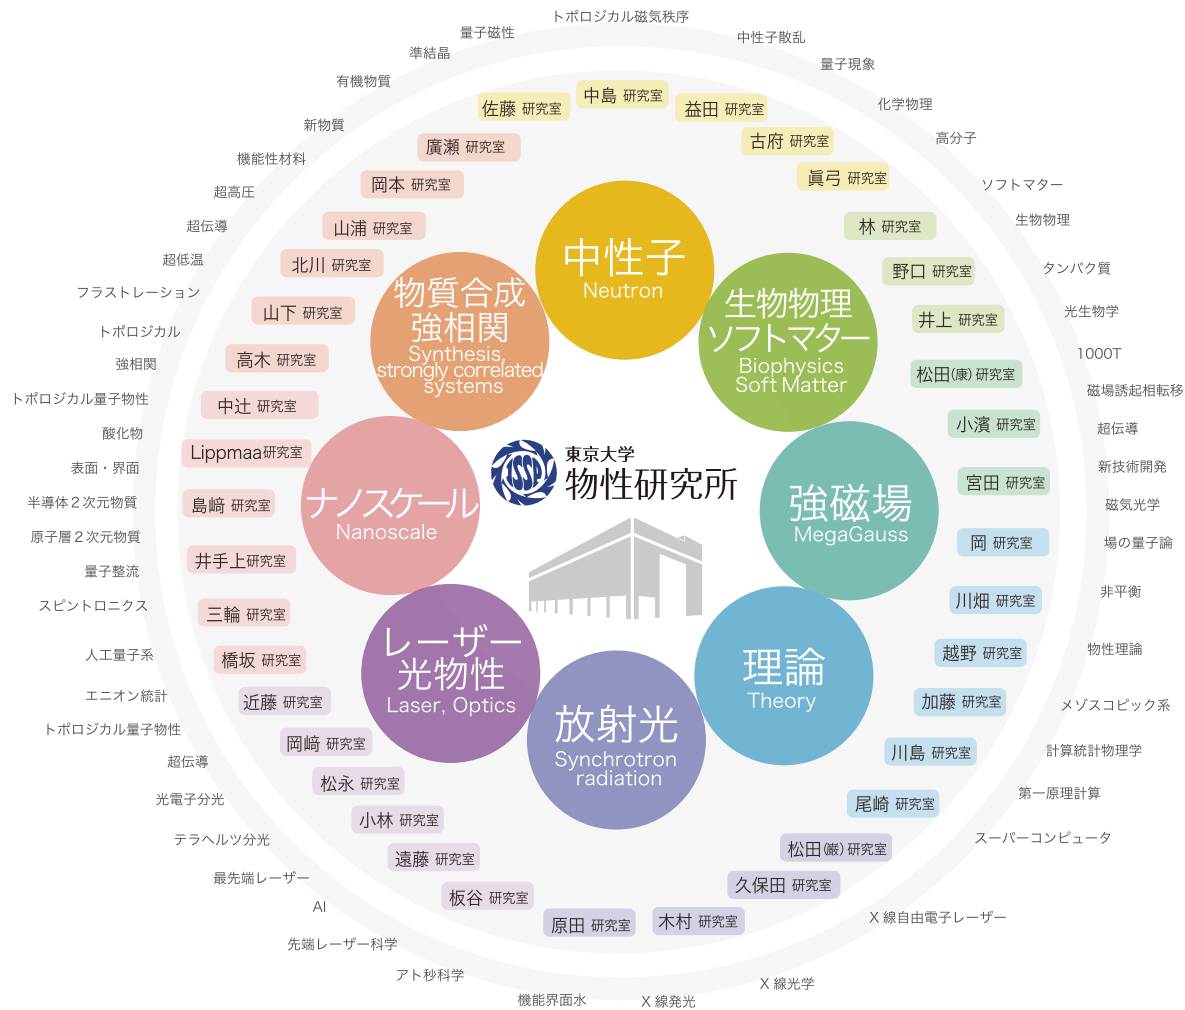 トポロジカル磁気秩序
中性子散乱
量子現象
化学物理
高分子
ソフトマター
生物物理
タンパク質
光生物学
1000T
磁場誘起相転移
超伝導
新技術開発
磁気光学
場の量子論
非平衡
物性理論
メゾスコピック系
計算統計物理学
第一原理計算
スーパーコンピュータ
X 線自由電子レーザー
X 線光学
X 線発光
機能界面水
アト秒科学
先端レーザー科学
AI
最先端レーザー
テラヘルツ分光
光電子分光
超伝導
トポロジカル量子物性
エニオン統計
人工量子系
スピントロニクス
量子整流
原子層２次元物質
半導体２次元物質
表面・界面
酸化物
トポロジカル量子物性
強相関
トポロジカル
フラストレーション
超低温
超伝導
超高圧
機能性材料
新物質
有機物質
準結晶
量子磁性
佐藤 研究室
中島 研究室
益田 研究室
古府 研究室
眞弓 研究室
林 研究室
野口 研究室
井上 研究室
松田(康) 研究室
小濱 研究室
宮田 研究室
岡 研究室
川畑 研究室
越野 研究室
加藤 研究室
川島 研究室
尾崎 研究室
松田(巌) 研究室
久保田 研究室
木村 研究室
原田 研究室
板谷 研究室
遠藤 研究室
小林 研究室
松永 研究室
岡﨑 研究室
近藤 研究室
橋坂 研究室
三輪 研究室
井手上研究室
島﨑 研究室
Lippmaa研究室
中辻 研究室
高木 研究室
山下 研究室
北川 研究室
山浦 研究室
岡本 研究室
廣瀬 研究室
中性子
Neutron
生物物理
ソフトマター
Biophysics
Soft Matter
強磁場
MegaGauss
理論
Theory
放射光
Synchrotron
radiation
レーザー
光物性
Laser, Optics
ナノスケール
Nanoscale
物質合成
強相関
Synthesis,
strongly correlated
systems
ISSP
東京大学
物性研究所